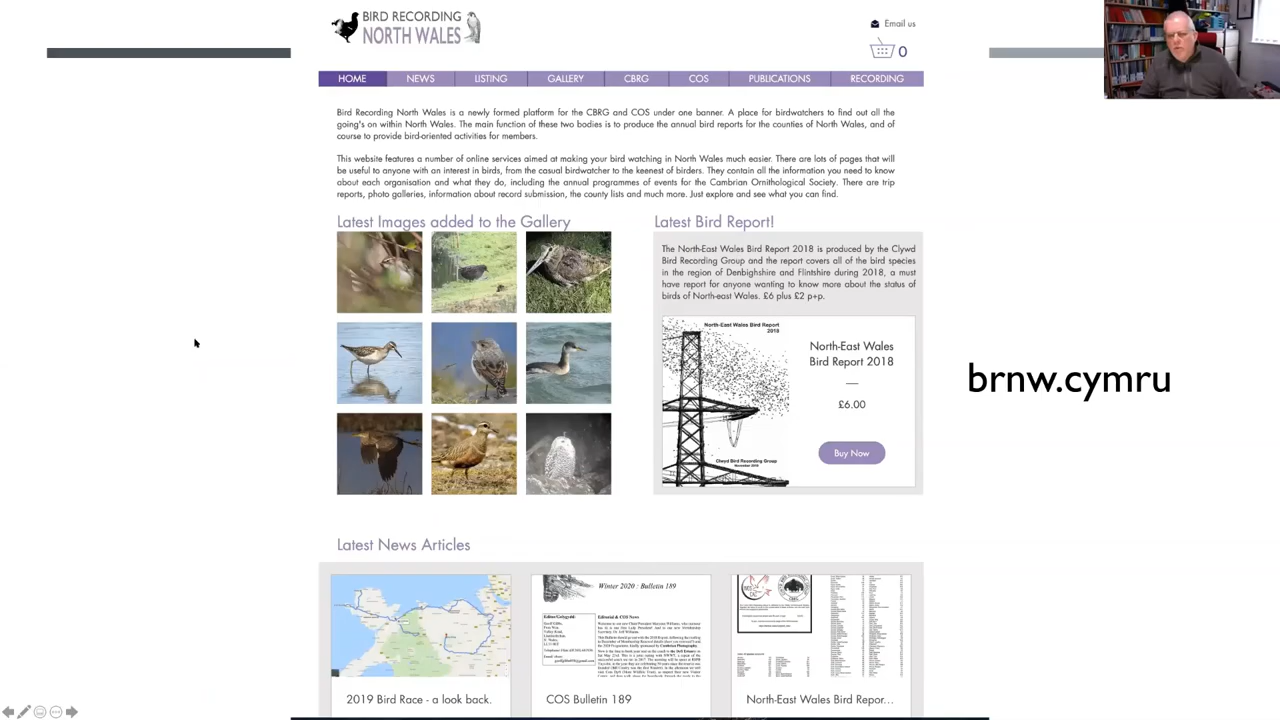 BIRD RECORDING
NORTH WALES
Email us
0
HOME NEWS LISTING GALLERY CBRG COS PUBLICATIONS RECORDING
Bird Recording North Wales is a newly formed platform for the CBRG and COS under one banner. A place for birdwatchers to find out all the
going's on within North Wales. The main function of these two bodies is to produce the annual bird reports for the counties of North Wales, and of
course to provide bird-oriented activities for members.
This website features a number of online services aimed at making your bird watching in North Wales much easier. There are lots of pages that will
be useful to anyone with an interest in birds, from the casual birdwatcher to the keenest of birders. They contain all the information you need to know
about each organisation and what they do, including the annual programmes of events for the Cambrian Ornithological Society. There are trip
reports, photo galleries, information about record submission, the county lists and much more. Just explore and see what you can find.
Latest Images added to the Gallery
Latest Bird Report!
The North-East Wales Bird Report 2018 is produced by the Clwyd
Bird Recording Group and the report covers all of the bird species
in the region of Denbighshire and Flintshire during 2018, a must
have report for anyone wanting to know more about the status of
birds of North-east Wales. £6 plus £2 p+p.
North-East Wales Bird Report
2018
Clwyd Bird Recording Group
North-East Wales
Bird Report 2018
£6.00
Buy Now
brnw.cymru
Latest News Articles
Winter 2020 : Bulletin 189
Editorial & COS News
2019 Bird Race - a look back.
COS Bulletin 189
North-East Wales Bird Repor...